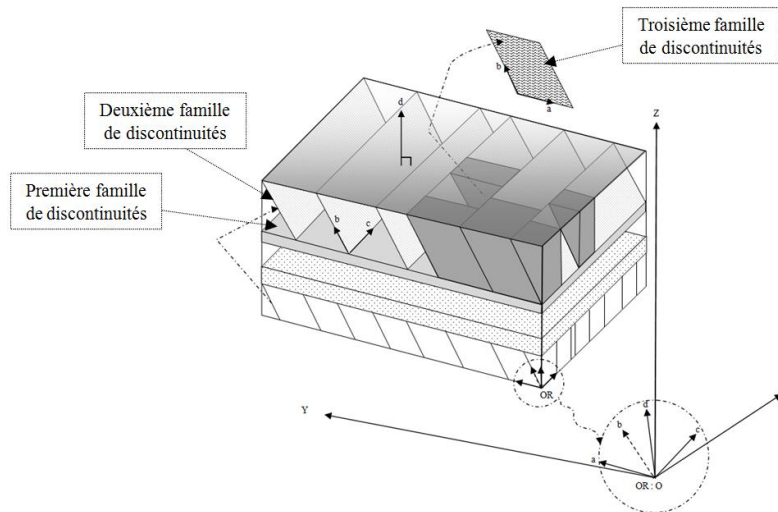 Troisième famille
de discontinuités
b
a
d
Deuxième famille
de discontinuités
Première famille
de discontinuités
b
c
Z
OR
Y
d
b
c
a
OR : O